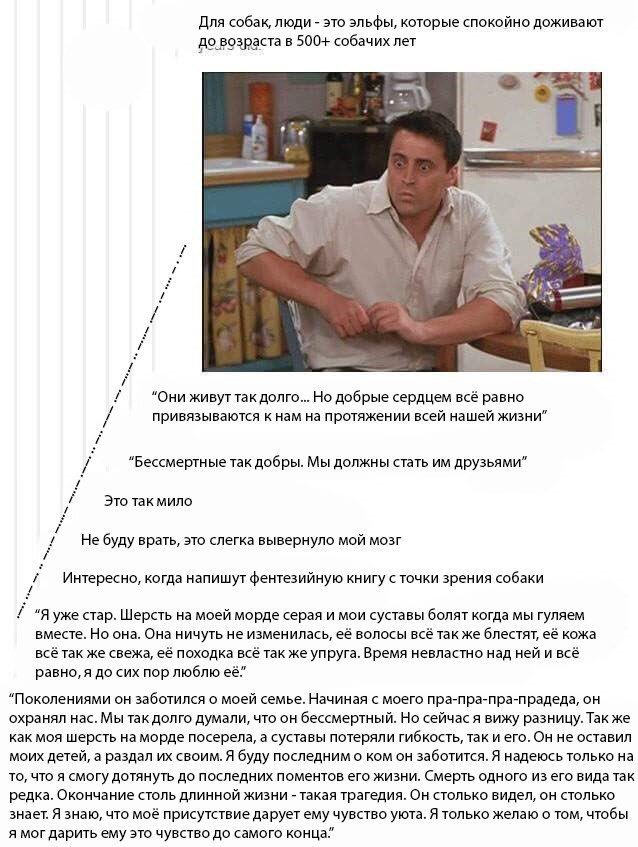 Для собак, люди - это эльфы, которые спокойно доживают
до возраста в 500+ собачих лет
"Они живут так долго... Но добрые сердцем всё равно
привязываются к нам на протяжении всей нашей жизни"
"Бессмертные так добры. Мы должны стать им друзьями"
Это так мило
Не буду врать, это слегка вывернуло мой мозг
Интересно, когда напишут фентезийную книгу с точки зрения собаки
"Я уже стар. Шерсть на моей морде серая и мои суставы болят когда мы гуляем
вместе. Но она. Она ничуть не изменилась, её волосы всё так же блестят, её кожа
всё так же свежа, её походка всё так же упруга. Время невластно над ней и всё
равно, я до сих пор люблю её."
"Поколениями он заботился о моей семье. Начиная с моего пра-пра-пра-прадеда, он
охранял нас. Мы так долго думали, что он бессмертный. Но сейчас я вижу разницу. Так же
как моя шерсть на морде посерела, а суставы потеряли гибкость, так и его. Он не оставил
моих детей, а раздал их своим. Я буду последним о ком он заботится. Я надеюсь только на
то, что я смогу дотянуть до последних поментов его жизни. Смерть одного из его вида так
редка. Окончание столь длинной жизни - такая трагедия. Он столько видел, он столько
знает. Я знаю, что моё присутствие дарует ему чувство уюта. Я только желаю о том, чтобы
я мог дарить ему это чувство до самого конца."